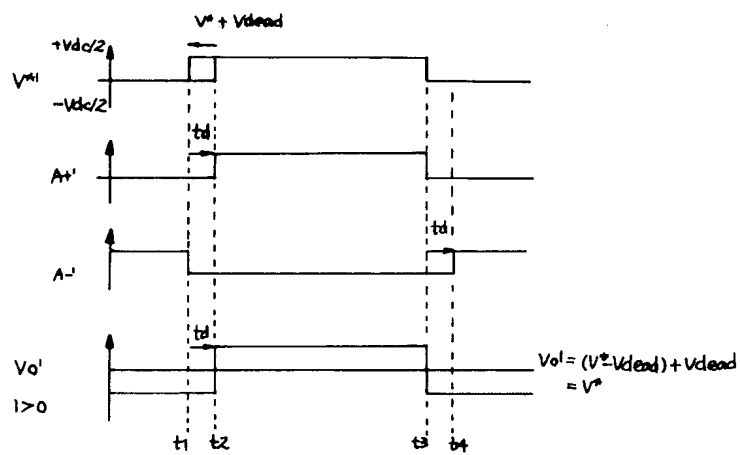 V* + Vdead
+Vdc/2
V*'
-Vdc/2
td
A+'
td
A-'
td
Vo'
I>0
Vo' = (V*-Vdead) + Vdead
= V*
t1 t2 t3 t4